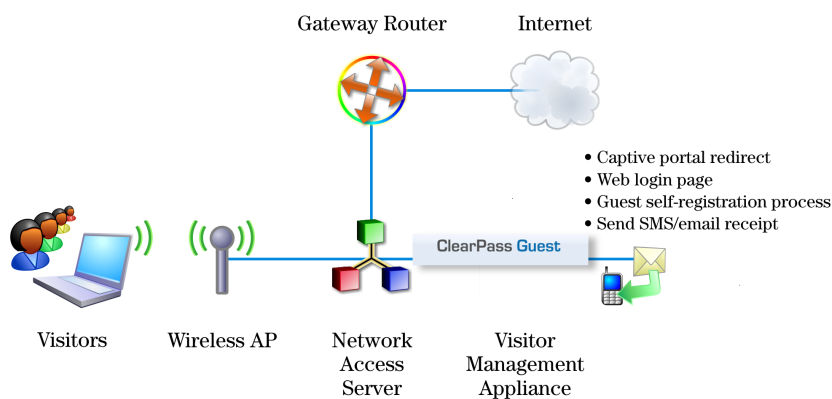 Gateway Router
Internet
• Captive portal redirect
• Web login page
• Guest self-registration process
• Send SMS/email receipt
ClearPass Guest
Visitors
Wireless AP
Network
Access
Server
Visitor
Management
Appliance